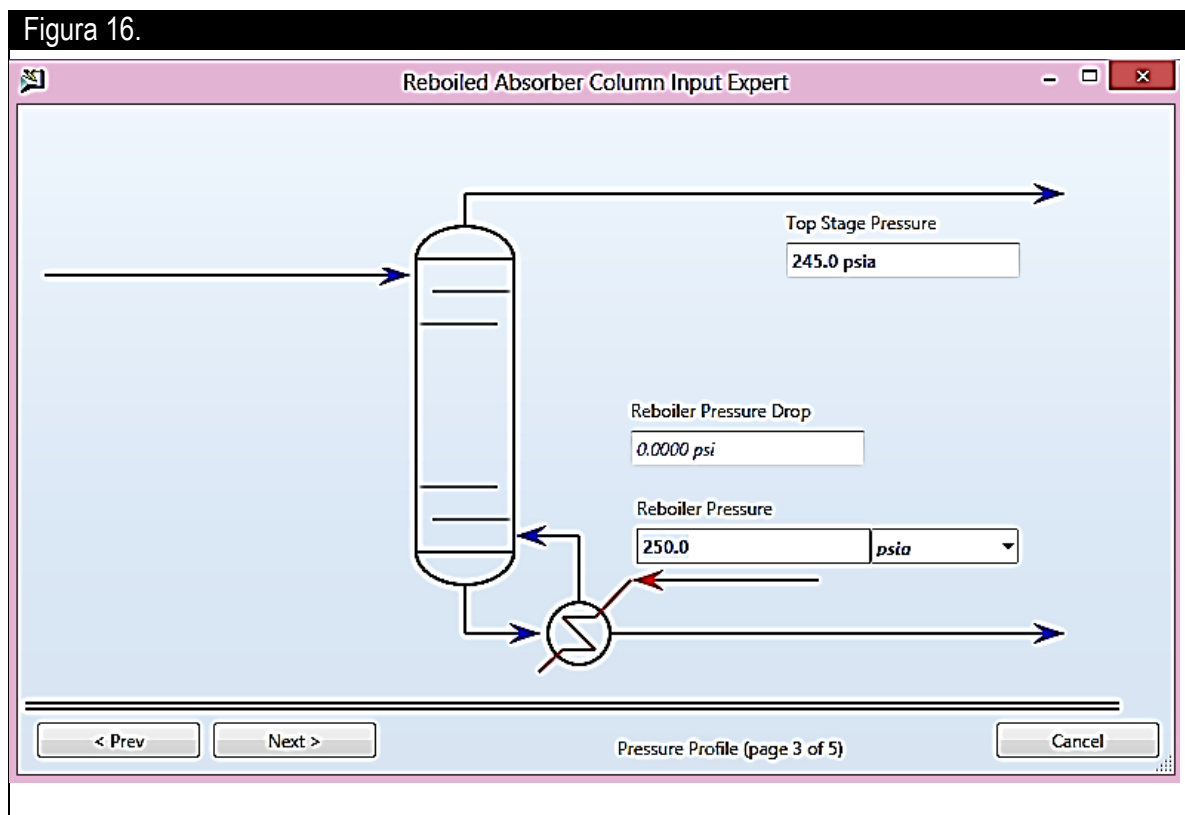 Figura 16.
Reboiled Absorber Column Input Expert
Top Stage Pressure
245.0 psia
Reboiler Pressure Drop
0.0000 psi
Reboiler Pressure
250.0 psia
< Prev Next > Pressure Profile (page 3 of 5) Cancel